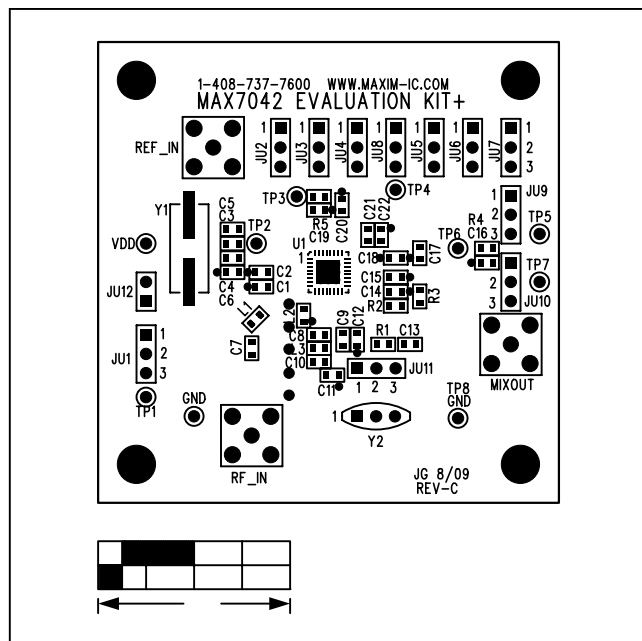 1-408-737-7600 WWW.MAXIM-IC.COM
MAX7042 EVALUATION KIT+
REF_IN
JU2
1
JU3
1
JU4
1
JU8
1
JU5
1
JU6
1
JU7
1
2
3
TP3
R5
C19
C20
TP4
JU9
1
2
3
Y1
C5
C3
TP2
C21
C22
R4
C16
TP5
TP6
VDD
U1
1
C18
C17
C4
C6
C2
C1
C15
C14
R2
R3
TP7
JU10
1
2
3
JU12
L1
L2
C8
L3
C10
C9
C12
R1
C13
JU1
1
2
3
C7
C11
JU11
1 2 3
MIXOUT
TP1
GND
TP8
GND
1
Y2
RF_IN
JG 8/09
REV-C